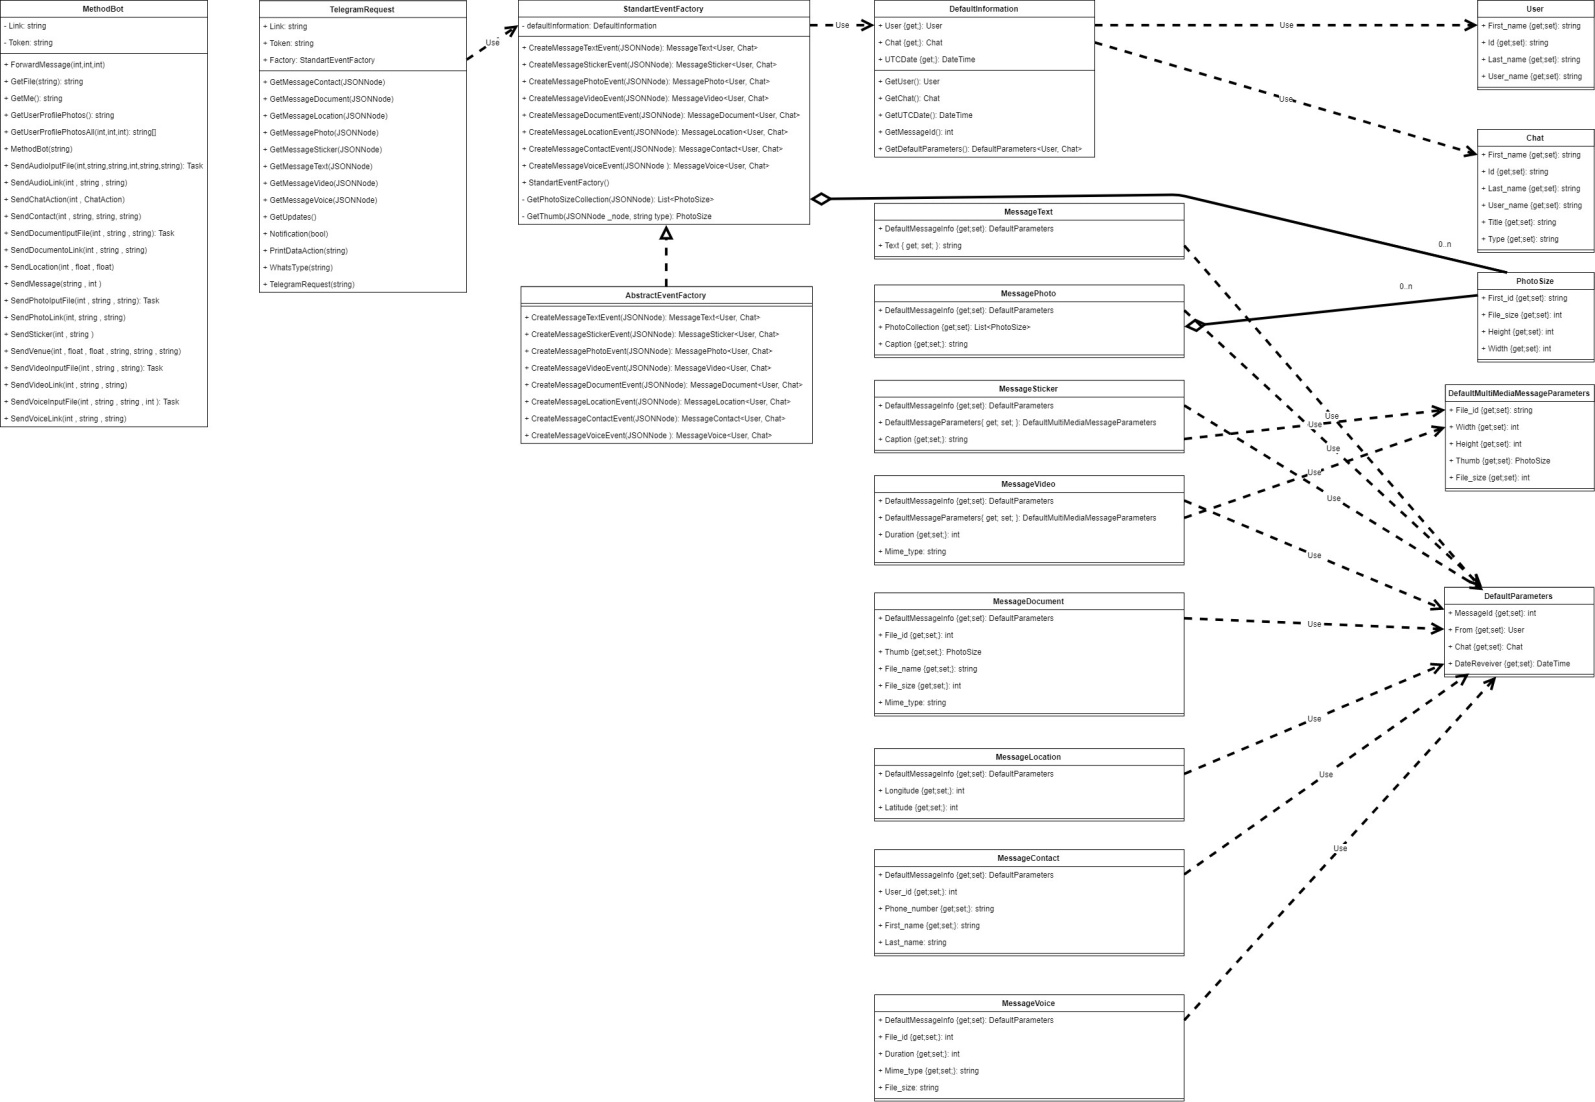 MethodBot
- Link: string
- Token: string
+ ForwardMessage(int,int,int)
+ GetFile(string): string
+ GetMe(): string
+ GetUserProfilePhotos(): string
+ GetUserProfilePhotosAll(int,int,int): string[]
+ MethodBot(string)
+ SendAudioIputFile(int,string,string,int,string,string): Task
+ SendAudioLink(int , string , string)
+ SendChatAction(int , ChatAction)
+ SendContact(int , string, string, string)
+ SendDocumentIputFile(int , string , string): Task
+ SendDocumentoLink(int , string , string)
+ SendLocation(int , float , float)
+ SendMessage(string , int )
+ SendPhotoIputFile(int , string , string): Task
+ SendPhotoLink(int , string , string)
+ SendSticker(int , string )
+ SendVenue(int , float , float , string, string , string)
+ SendVideoInputFile(int , string , string): Task
+ SendVideoLink(int , string , string)
+ SendVoiceInputFile(int , string , string , int ): Task
+ SendVoiceLink(int , string , string)
TelegramRequest
+ Link: string
+ Token: string
+ Factory: StandartEventFactory
+ GetMessageContact(JSONNode)
+ GetMessageDocument(JSONNode)
+ GetMessageLocation(JSONNode)
+ GetMessagePhoto(JSONNode)
+ GetMessageSticker(JSONNode)
+ GetMessageText(JSONNode)
+ GetMessageVideo(JSONNode)
+ GetMessageVoice(JSONNode)
+ GetUpdates()
+ Notification(bool)
+ PrintDataAction(string)
+ WhatsType(string)
+ TelegramRequest(string)
Use
StandartEventFactory
- defaultInformation: DefaultInformation
+ CreateMessageTextEvent(JSONNode): MessageText<User, Chat>
+ CreateMessageStickerEvent(JSONNode): MessageSticker<User, Chat>
+ CreateMessagePhotoEvent(JSONNode): MessagePhoto<User, Chat>
+ CreateMessageVideoEvent(JSONNode): MessageVideo<User, Chat>
+ CreateMessageDocumentEvent(JSONNode): MessageDocument<User, Chat>
+ CreateMessageLocationEvent(JSONNode): MessageLocation<User, Chat>
+ CreateMessageContactEvent(JSONNode): MessageContact<User, Chat>
+ CreateMessageVoiceEvent(JSONNode ): MessageVoice<User, Chat>
+ StandartEventFactory()
- GetPhotoSizeCollection(JSONNode): List<PhotoSize>
- GetThumb(JSONNode _node, string type): PhotoSize
AbstractEventFactory
+ CreateMessageTextEvent(JSONNode): MessageText<User, Chat>
+ CreateMessageStickerEvent(JSONNode): MessageSticker<User, Chat>
+ CreateMessagePhotoEvent(JSONNode): MessagePhoto<User, Chat>
+ CreateMessageVideoEvent(JSONNode): MessageVideo<User, Chat>
+ CreateMessageDocumentEvent(JSONNode): MessageDocument<User, Chat>
+ CreateMessageLocationEvent(JSONNode): MessageLocation<User, Chat>
+ CreateMessageContactEvent(JSONNode): MessageContact<User, Chat>
+ CreateMessageVoiceEvent(JSONNode ): MessageVoice<User, Chat>
Use
DefaultInformation
+ User {get;}: User
+ Chat {get;}: Chat
+ UTCDate {get;}: DateTime
+ GetUser(): User
+ GetChat(): Chat
+ GetUTCDate(): DateTime
+ GetMessageId(): int
+ GetDefaultParameters(): DefaultParameters<User, Chat>
Use
Use
User
+ First_name {get;set}: string
+ Id {get;set}: string
+ Last_name {get;set}: string
+ User_name {get;set}: string
Chat
+ First_name {get;set}: string
+ Id {get;set}: string
+ Last_name {get;set}: string
+ User_name {get;set}: string
+ Title {get;set}: string
+ Type {get;set}: string
0..n
0..n
PhotoSize
+ First_id {get;set}: string
+ File_size {get;set}: int
+ Height {get;set}: int
+ Width {get;set}: int
MessageText
+ DefaultMessageInfo {get;set}: DefaultParameters
+ Text { get; set; }: string
MessagePhoto
+ DefaultMessageInfo {get;set}: DefaultParameters
+ PhotoCollection {get;set}: List<PhotoSize>
+ Caption {get;set;}: string
MessageSticker
+ DefaultMessageInfo {get;set}: DefaultParameters
+ DefaultMessageParameters{ get; set; }: DefaultMultiMediaMessageParameters
+ Caption {get;set;}: string
MessageVideo
+ DefaultMessageInfo {get;set}: DefaultParameters
+ DefaultMessageParameters{ get; set; }: DefaultMultiMediaMessageParameters
+ Duration {get;set;}: int
+ Mime_type: string
MessageDocument
+ DefaultMessageInfo {get;set}: DefaultParameters
+ File_id {get;set;}: int
+ Thumb {get;set;}: PhotoSize
+ File_name {get;set;}: string
+ File_size {get;set;}: int
+ Mime_type: string
MessageLocation
+ DefaultMessageInfo {get;set}: DefaultParameters
+ Longitude {get;set;}: int
+ Latitude {get;set;}: int
MessageContact
+ DefaultMessageInfo {get;set}: DefaultParameters
+ User_id {get;set;}: int
+ Phone_number {get;set;}: string
+ First_name {get;set;}: string
+ Last_name: string
MessageVoice
+ DefaultMessageInfo {get;set}: DefaultParameters
+ File_id {get;set;}: int
+ Duration {get;set;}: int
+ Mime_type {get;set;}: string
+ File_size: string
Use
Use
Use
Use
Use
Use
Use
Use
Use
Use
DefaultMultiMediaMessageParameters
+ File_id {get;set}: string
+ Width {get;set}: int
+ Height {get;set}: int
+ Thumb {get;set}: PhotoSize
+ File_size {get;set}: int
DefaultParameters
+ MessageId {get;set}: int
+ From {get;set}: User
+ Chat {get;set}: Chat
+ DateReveiver {get;set}: DateTime